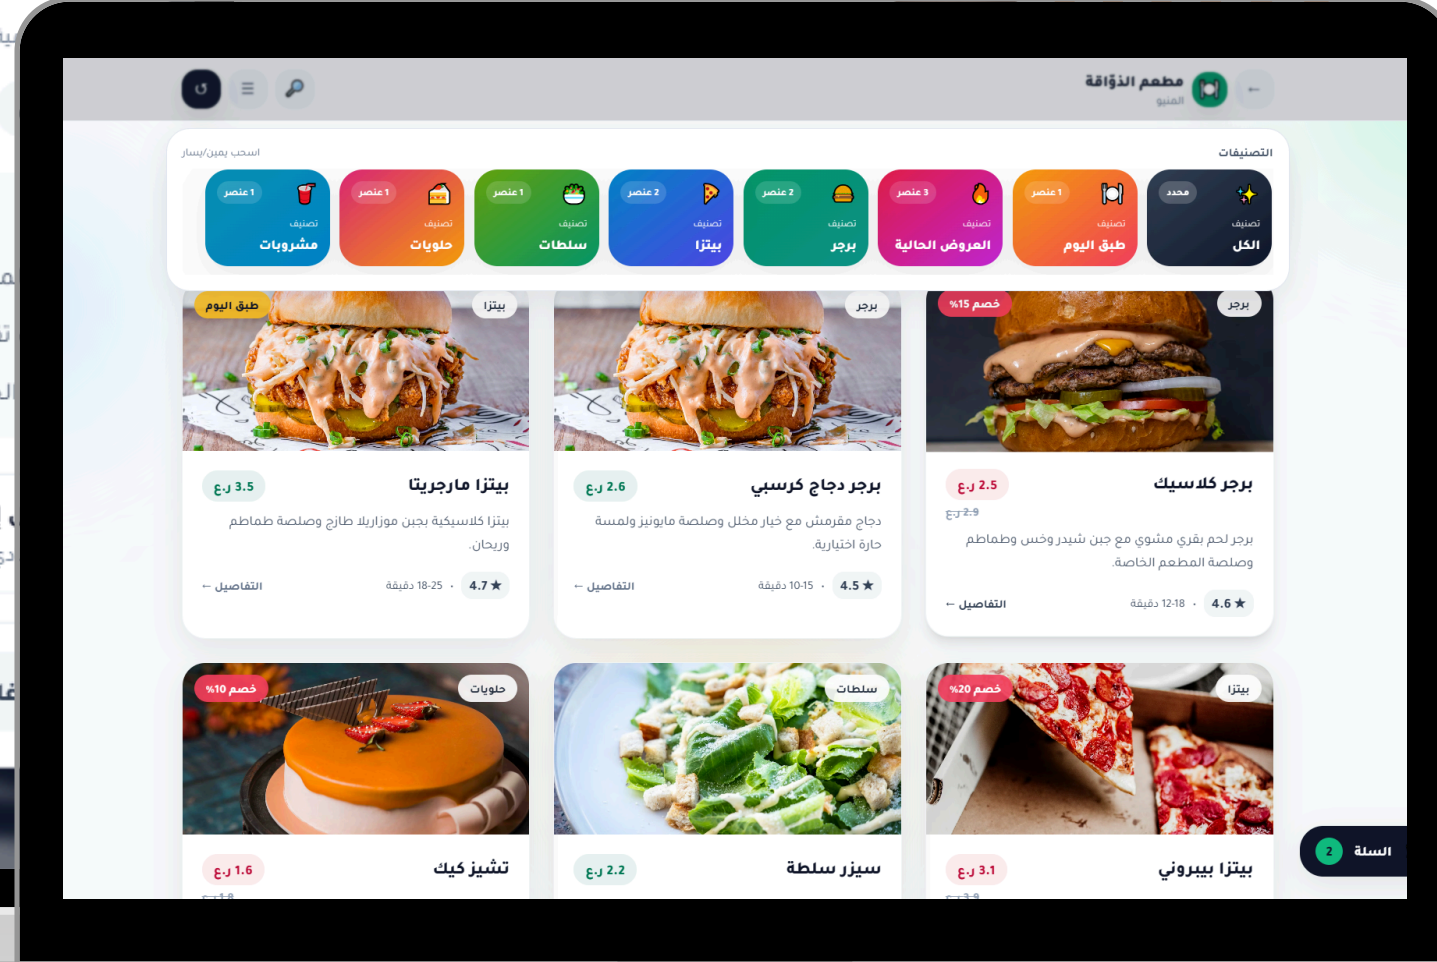 مطعم الذوّاقة
المنيو
التصنيفات
اسحب يمين/يسار
محدد
تصنيف
الكل
1 عنصر
تصنيف
طبق اليوم
3 عنصر
تصنيف
العروض الحالية
2 عنصر
تصنيف
برجر
2 عنصر
تصنيف
بيتزا
1 عنصر
تصنيف
سلطات
1 عنصر
تصنيف
حلويات
1 عنصر
تصنيف
مشروبات
برجر
خصم 15%
برجر كلاسيك
2.5 ر.ع
2.9 ر.ع
برجر لحم بقري مشوي مع جبن شيدر وخس وطماطم
وصلصة المطعم الخاصة.
★ 4.6 • 12-18 دقيقة
التفاصيل ←
برجر
برجر دجاج كرسبي
2.6 ر.ع
دجاج مقرمش مع خيار مخلل وصلصة مايونيز ولمسة
حارة اختيارية.
★ 4.5 • 10-15 دقيقة
التفاصيل ←
بيتزا
طبق اليوم
بيتزا مارجريتا
3.5 ر.ع
بيتزا كلاسيكية بجبن موزاريلا طازج وصلصة طماطم
وريحان.
★ 4.7 • 18-25 دقيقة
التفاصيل ←
بيتزا
خصم 20%
بيتزا بيبروني
3.1 ر.ع
3.9 ر.ع
سلطات
سيزر سلطة
2.2 ر.ع
حلويات
خصم 10%
تشيز كيك
1.6 ر.ع
1.8 ر.ع
السلة 2